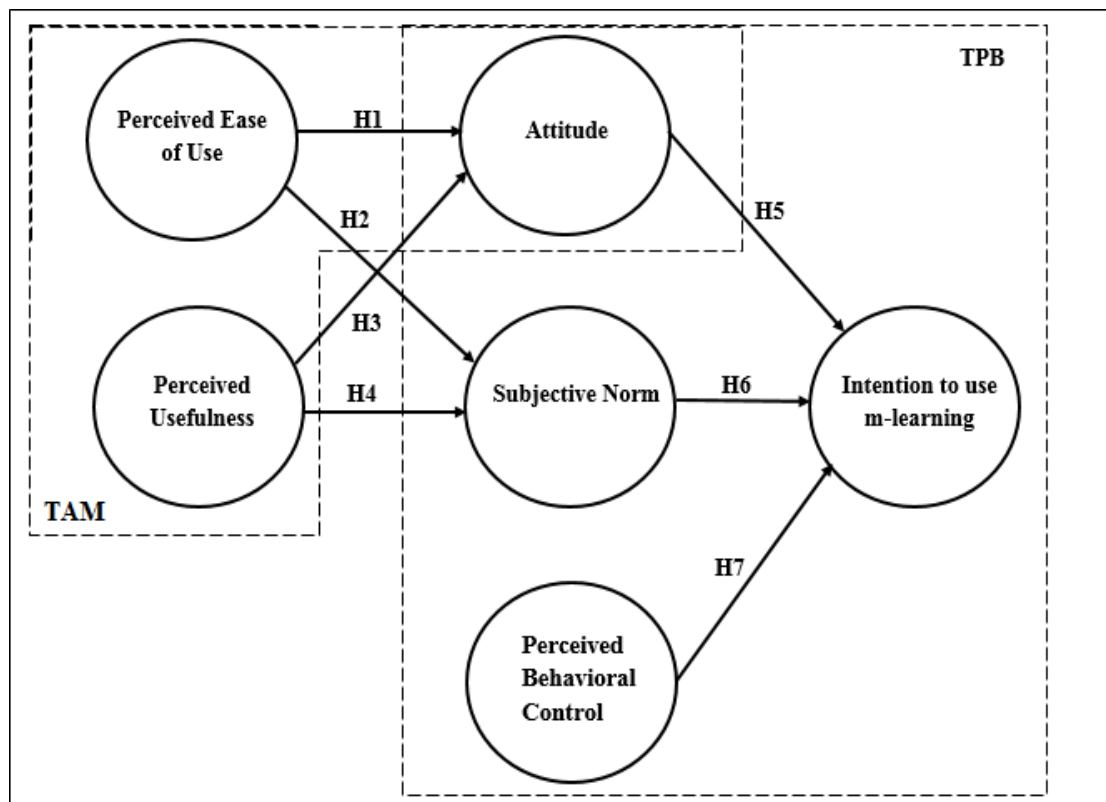 TPB
Perceived Ease
of Use
H1
Attitude
H2
H5
H3
Perceived
Usefulness
H4
Subjective Norm
H6
Intention to use
m-learning
TAM
H7
Perceived
Behavioral
Control